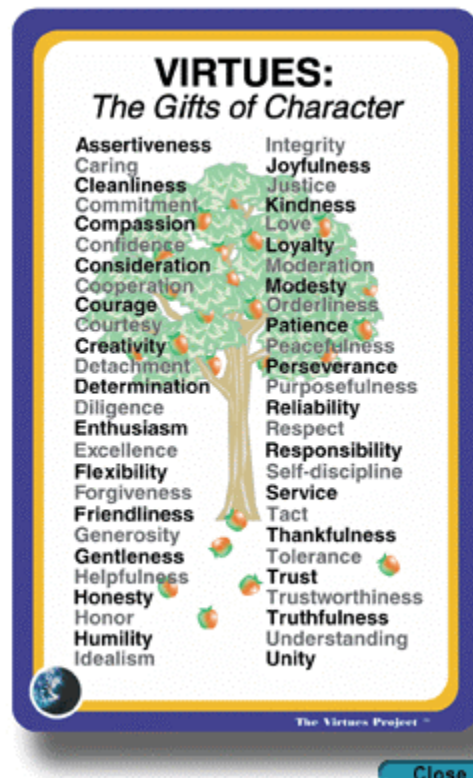 VIRTUES:
The Gifts of Character
Assertiveness
Caring
Cleanliness
Commitment
Compassion
Confidence
Consideration
Cooperation
Courage
Courtesy
Creativity
Detachment
Determination
Diligence
Enthusiasm
Excellence
Flexibility
Forgiveness
Friendliness
Generosity
Gentleness
Helpfulness
Honesty
Honor
Humility
Idealism
Integrity
Joyfulness
Justice
Kindness
Love
Loyalty
Moderation
Modesty
Orderliness
Patience
Peacefulness
Perseverance
Purposefulness
Reliability
Respect
Responsibility
Self-discipline
Service
Tact
Thankfulness
Tolerance
Trust
Trustworthiness
Truthfulness
Understanding
Unity
The Virtues Project ™
Close